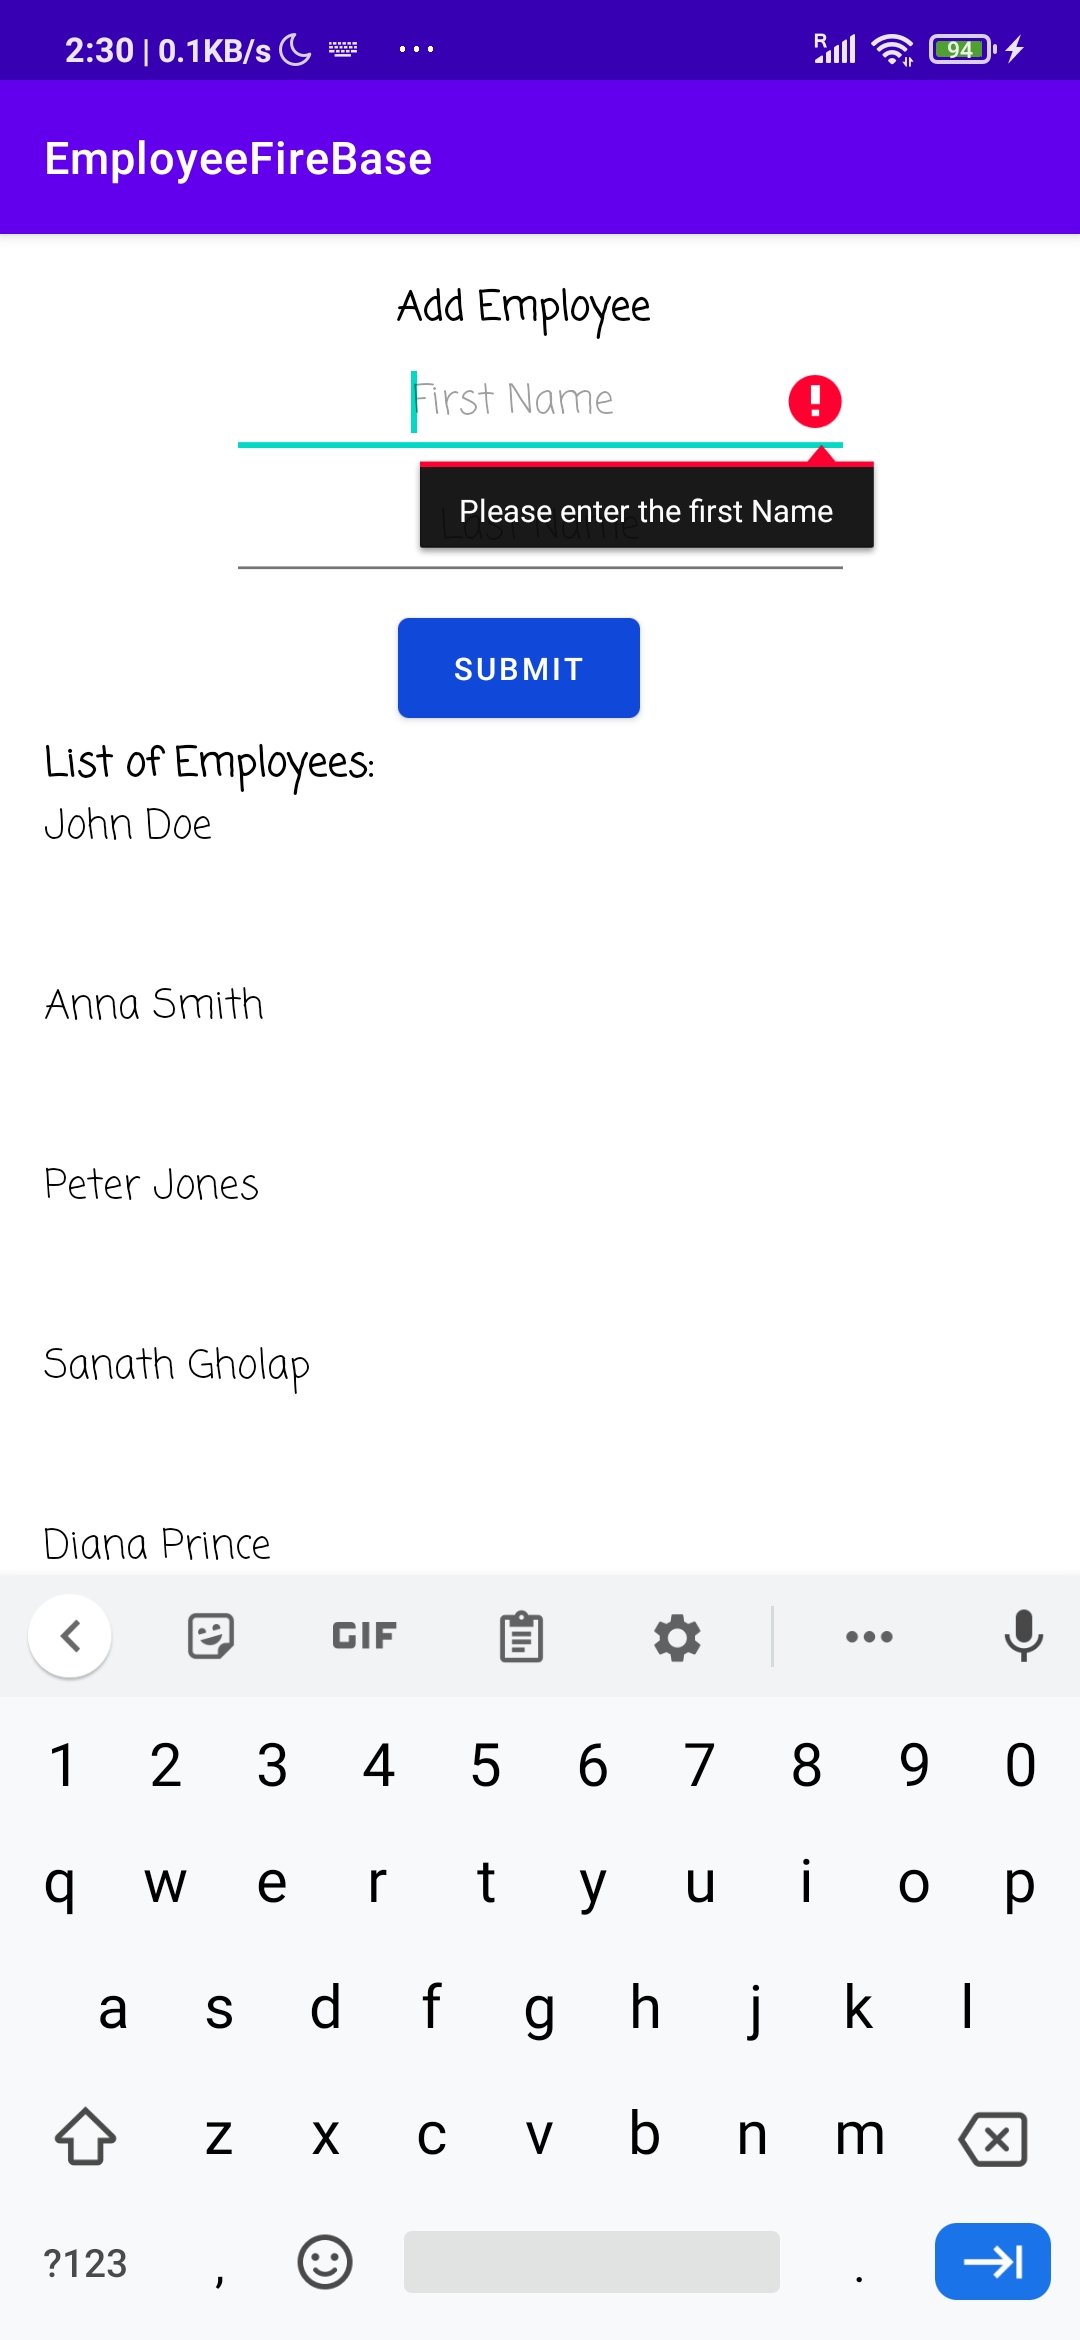 2:30 | 0.1KB/s ... R 94
EmployeeFireBase
Add Employee
First Name
Please enter the first Name
Last Name
SUBMIT
List of Employees:
John Doe
Anna Smith
Peter Jones
Sanath Gholap
Diana Prince
GIF
1 2 3 4 5 6 7 8 9 0
q w e r t y u i o p
a s d f g h j k l
z x c v b n m
?123 , .